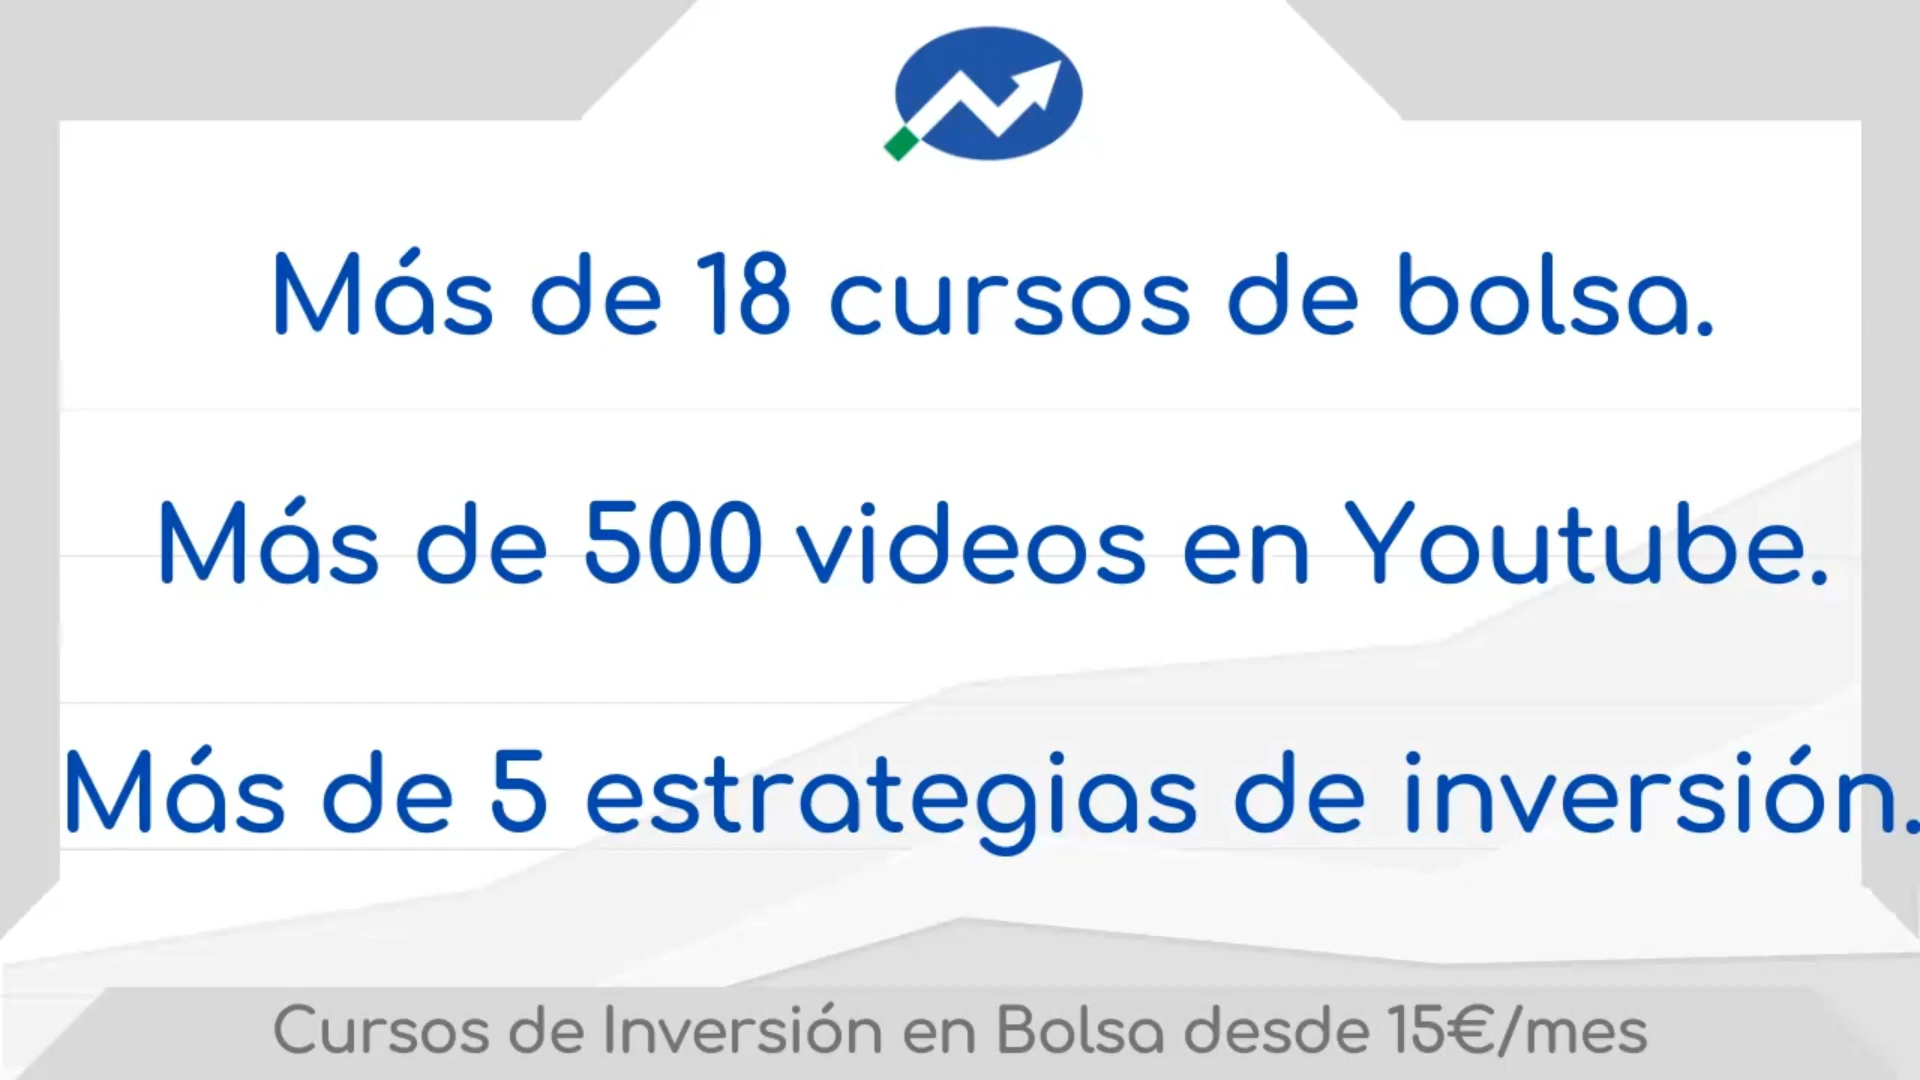 Más de 18 cursos de bolsa.
Más de 500 videos en Youtube.
Más de 5 estrategias de inversión.
Cursos de Inversión en Bolsa desde 15€/mes